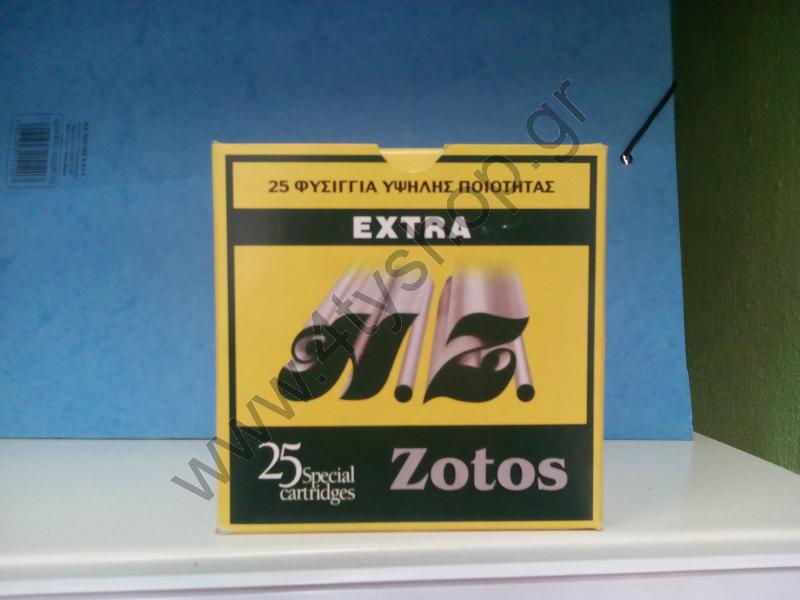 25 ΦΥΣΙΓΓΙΑ ΥΨΗΛΗΣ ΠΟΙΟΤΗΤΑΣ
EXTRA
N.Z.
25 Special
cartridges
Zotos
www.4tyshop.gr